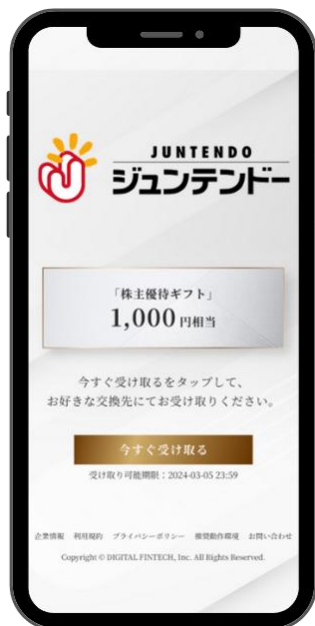 JUNTENDO
ジュンテンドー
「株主優待ギフト」
1,000 円相当
今すぐ受け取るをタップして、
お好きな交換先にてお受け取りください。
今すぐ受け取る
受け取り可能期限：2024-03-05 23:59
企業情報 利用規約 プライバシーポリシー 推奨動作環境 お問い合わせ
Copyright © DIGITAL FINTECH, Inc. All Rights Reserved.